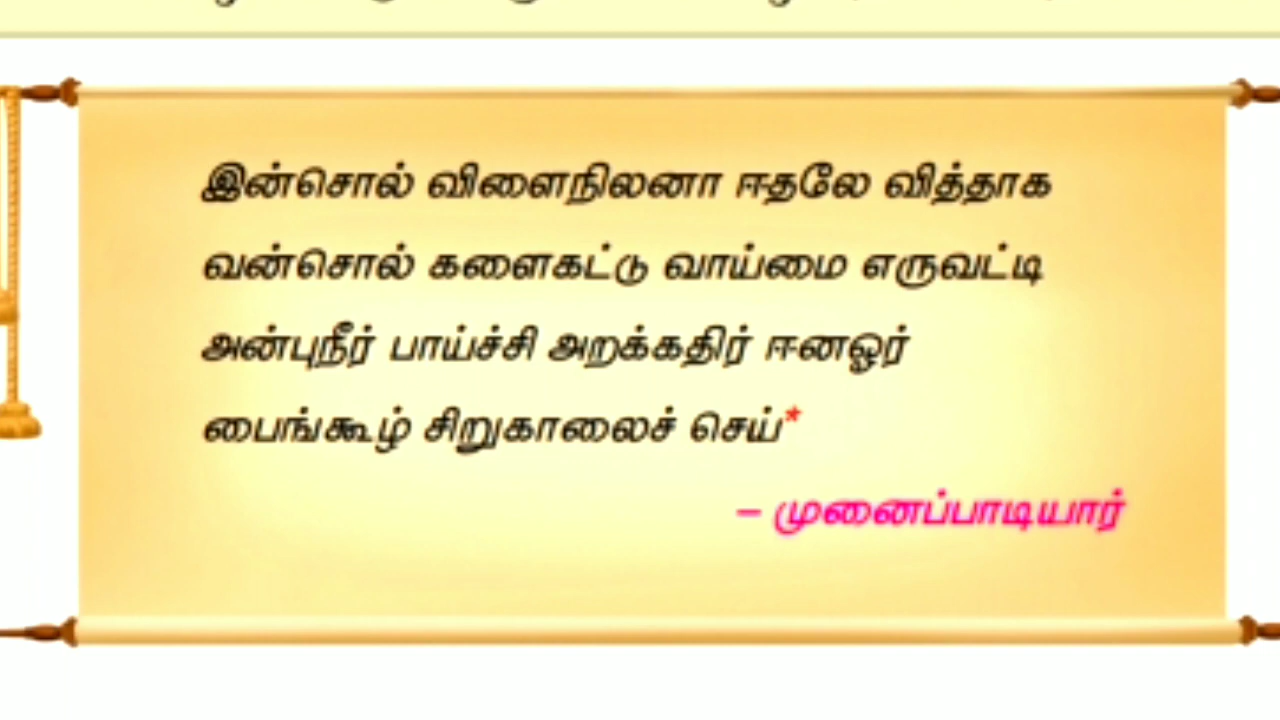 இன்சொல் விளைநிலனா ஈதலே வித்தாக
வன்சொல் களைகட்டு வாய்மை எருவட்டி
அன்புநீர் பாய்ச்சி அறக்கதிர் ஈனஓர்
பைங்கூழ் சிறுகாலைச் செய்*
– முனைப்பாடியார்